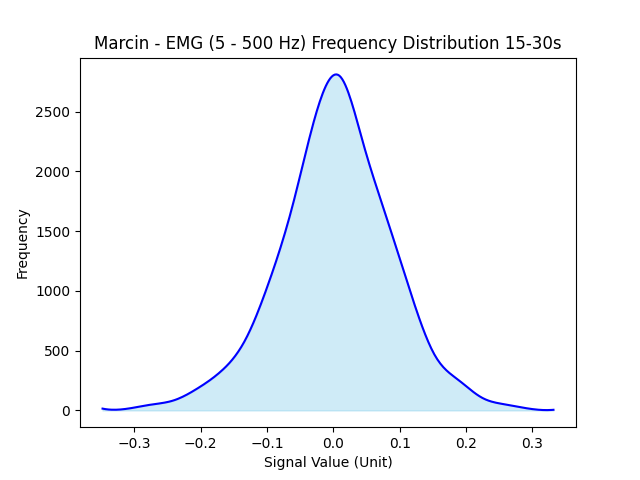 Marcin - EMG (5 - 500 Hz) Frequency Distribution 15-30s
Frequency
2500
2000
1500
1000
500
0
−0.3 −0.2 −0.1 0.0 0.1 0.2 0.3
Signal Value (Unit)